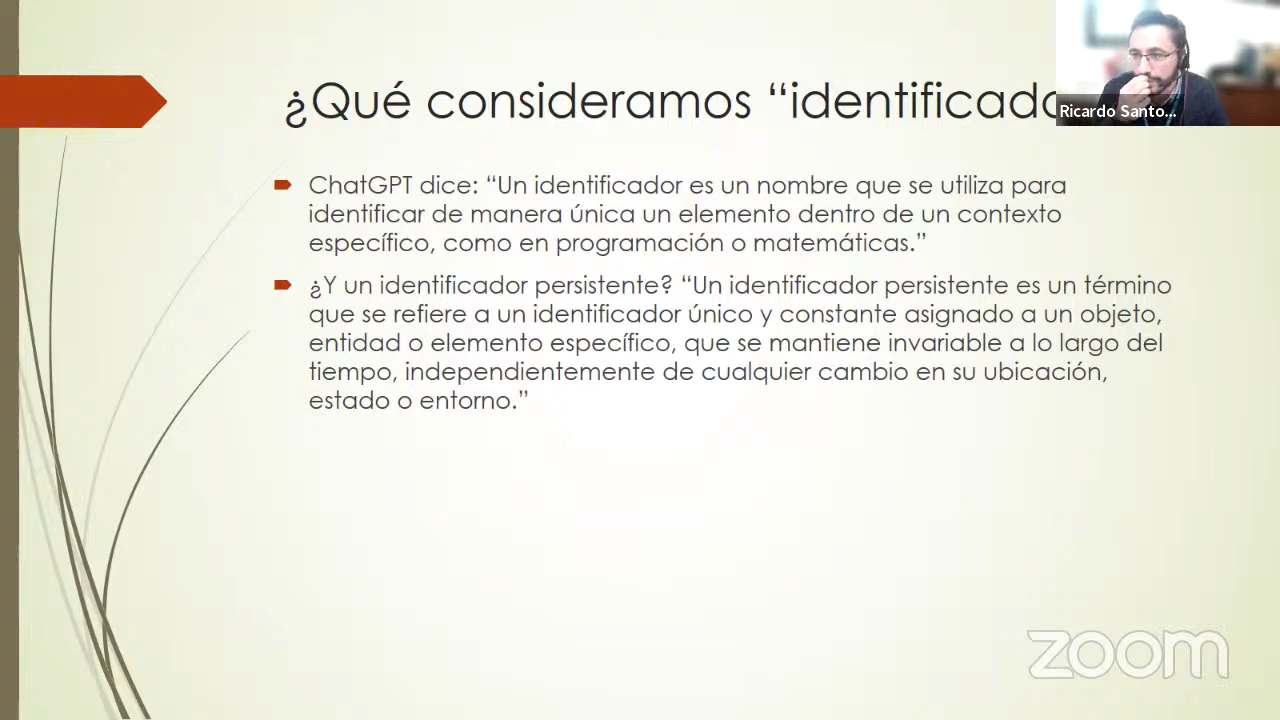 ¿Qué consideramos “identificado
Ricardo Santo...
ChatGPT dice: “Un identificador es un nombre que se utiliza para
identificar de manera única un elemento dentro de un contexto
específico, como en programación o matemáticas.”
¿Y un identificador persistente? “Un identificador persistente es un término
que se refiere a un identificador único y constante asignado a un objeto,
entidad o elemento específico, que se mantiene invariable a lo largo del
tiempo, independientemente de cualquier cambio en su ubicación,
estado o entorno.”
zoom